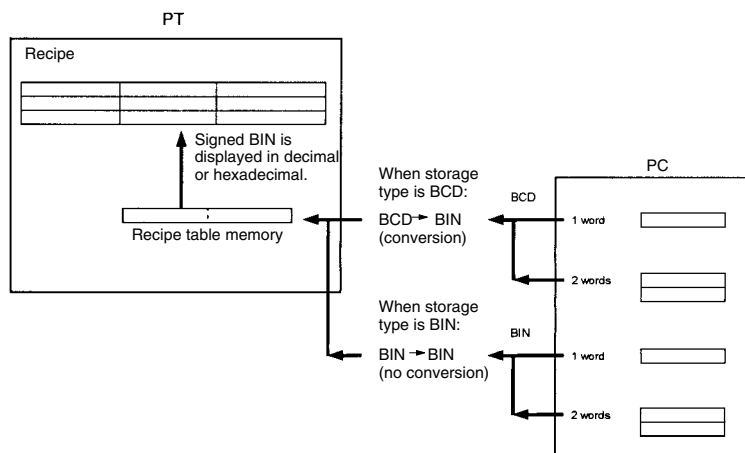 PT
Recipe
Signed BIN is
displayed in decimal
or hexadecimal.
Recipe table memory
When storage
type is BCD:
BCD → BIN
(conversion)
When storage
type is BIN:
BIN → BIN
(no conversion)
BCD
BIN
PC
1 word
2 words
1 word
2 words